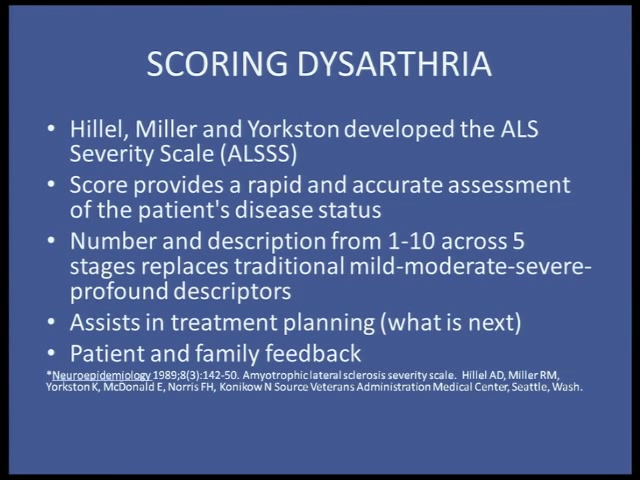 SCORING DYSARTHRIA
• Hillel, Miller and Yorkston developed the ALS
Severity Scale (ALSSS)
• Score provides a rapid and accurate assessment
of the patient's disease status
• Number and description from 1-10 across 5
stages replaces traditional mild-moderate-severe-
profound descriptors
• Assists in treatment planning (what is next)
• Patient and family feedback
*Neuroepidemiology 1989;8(3):142-50. Amyotrophic lateral sclerosis severity scale. Hillel AD, Miller RM,
Yorkston K, McDonald E, Norris FH, Konikow N Source Veterans Administration Medical Center, Seattle, Wash.